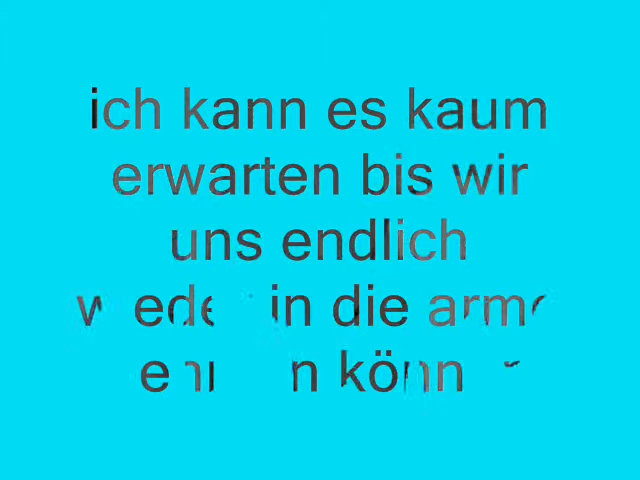 ich kann es kaum
erwarten bis wir
uns endlich
in die